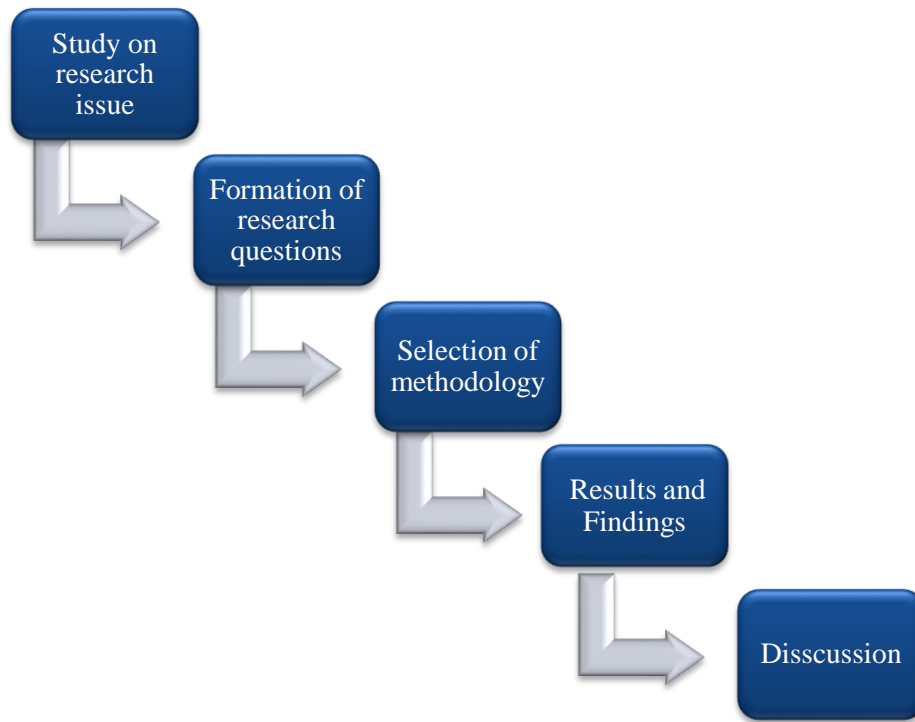 Study on
research
issue
Formation of
research
questions
Selection of
methodology
Results and
Findings
Disscussion